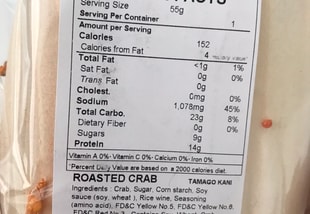 Serving Size 55g
Serving Per Container 1
Amount per Serving
Calories 152
Calories from Fat 4
Total Fat <1g 1%
Sat Fat 0g 0%
Trans Fat 0g
Cholest. 0mg 0%
Sodium 1,078mg 45%
Total Carbo. 23g 8%
Dietary Fiber 0g 0%
Sugars 9g
Protein 14g
Vitamin A 0%· Vitamin C 0%· Calcium 0%· Iron 0%
*Percent Daily Value are based on a 2000 calories diet.
ROASTED CRAB TAMAGO KANI
Ingredients : Crab, Sugar, Corn starch, Soy
sauce (soy, wheat ), Rice wine, Seasoning
(amino acid), FD&C Yellow No.5, FD&C Yellow No.6,